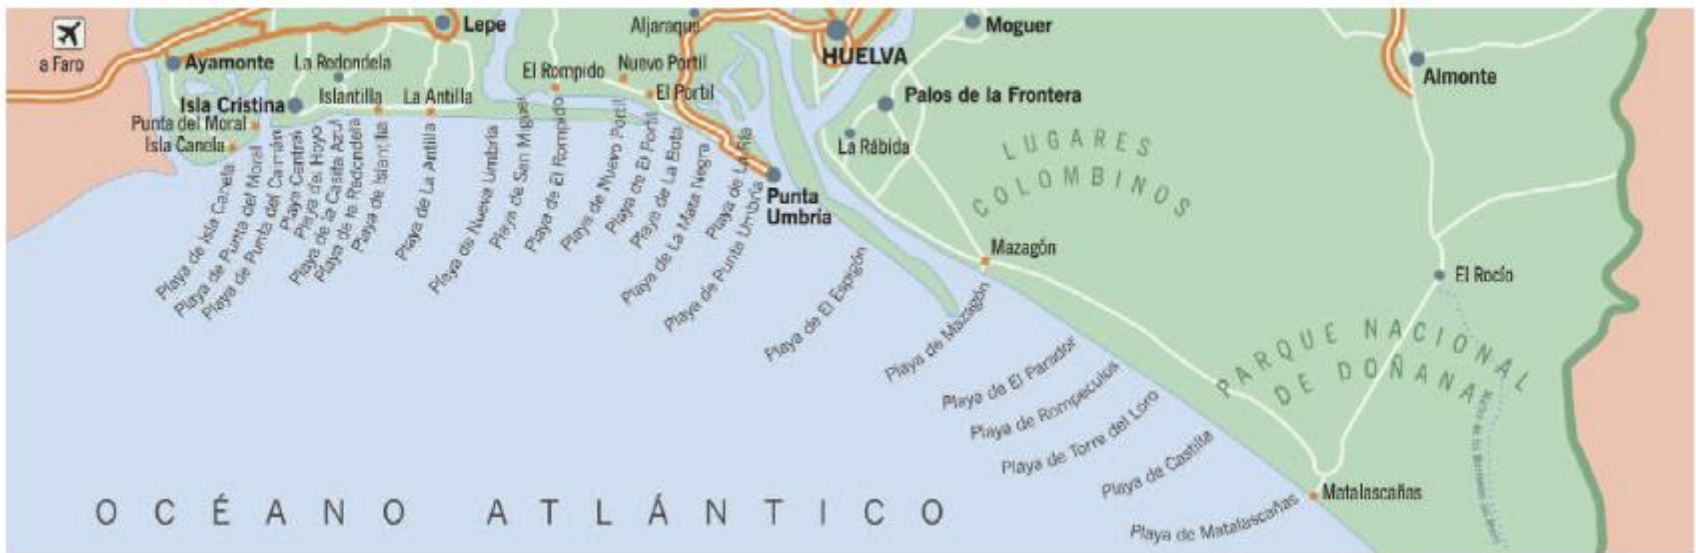 a Faro
Lepe
Ayamonte
La Redondela
Isla Cristina
Islantilla
La Antilla
Punta del Moral
Isla Canela
El Rompido
Nuevo Portil
El Portil
Aljaraque
HUELVA
Moguer
Palos de la Frontera
La Rábida
Punta
Umbría
LUGARES
COLOMBINOS
Mazagón
Almonte
El Rocío
PARQUE NACIONAL
DE DOÑANA
Matalascañas
Playa de Isla Canela
Playa de Punta del Moral
Playa de Punta del Caimán
Playa Central
Playa del Hoyo
Playa de la Casita Azul
Playa de la Redondela
Playa de Islantilla
Playa de La Antilla
Playa de Nueva Umbría
Playa de San Miguel
Playa de El Rompido
Playa de Nuevo Portil
Playa de El Portil
Playa de La Bota
Playa de La Mata Negra
Playa de La Ría
Playa de Punta Umbría
Playa de El Espigón
Playa de Mazagón
Playa de El Parador
Playa de Rompeculos
Playa de Torre del Loro
Playa de Castilla
Playa de Matalascañas
OCÉANO ATLÁNTICO